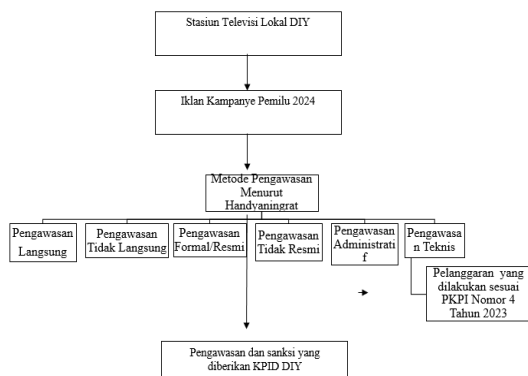 Stasiun Televisi Lokal DIY
Iklan Kampanye Pemilu 2024
Metode Pengawasan
Menurut
Handyaningrat
Pengawasan
Langsung
Pengawasan
Tidak Langsung
Pengawasan
Formal/Resmi
Pengawasan
Tidak Resmi
Pengawasan
Administrati
f
Pengawasa
n Teknis
Pelanggaran yang
dilakukan sesuai
PKPI Nomor 4
Tahun 2023
Pengawasan dan sanksi yang
diberikan KPID DIY